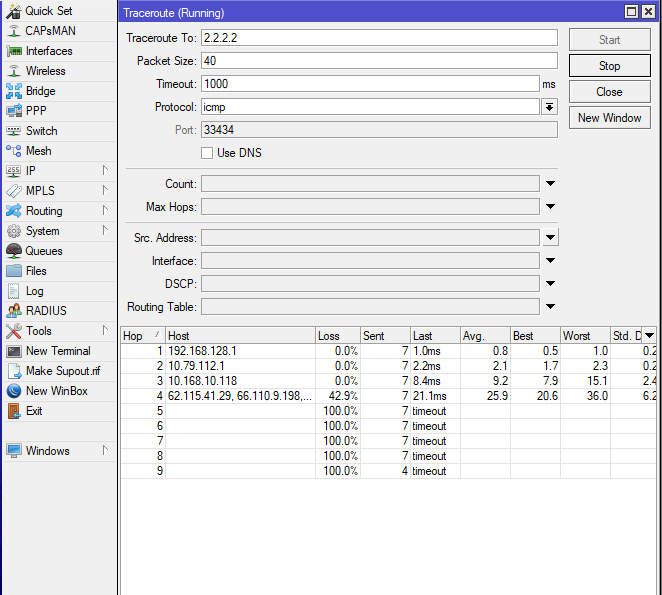 Quick Set
CAPsMAN
Interfaces
Wireless
Bridge
PPP
Switch
Mesh
IP
MPLS
Routing
System
Queues
Files
Log
RADIUS
Tools
New Terminal
Make Supout.rif
New WinBox
Exit
Windows
Traceroute (Running)
Traceroute To: 2.2.2.2
Packet Size: 40
Timeout: 1000 ms
Protocol: icmp
Port: 33434
Use DNS
Count:
Max Hops:
Src. Address:
Interface:
DSCP:
Routing Table:
Start
Stop
Close
New Window
Hop Host Loss Sent Last Avg. Best Worst Std. D
1 192.168.128.1 0.0% 7 1.0ms 0.8 0.5 1.0 0.2
2 10.79.112.1 0.0% 7 2.2ms 2.1 1.7 2.3 0.2
3 10.168.10.118 0.0% 7 8.4ms 9.2 7.9 15.1 2.4
4 62.115.41.29, 66.110.9.198,... 42.9% 7 21.1ms 25.9 20.6 36.0 6.2
5 100.0% 7 timeout
6 100.0% 7 timeout
7 100.0% 7 timeout
8 100.0% 7 timeout
9 100.0% 4 timeout